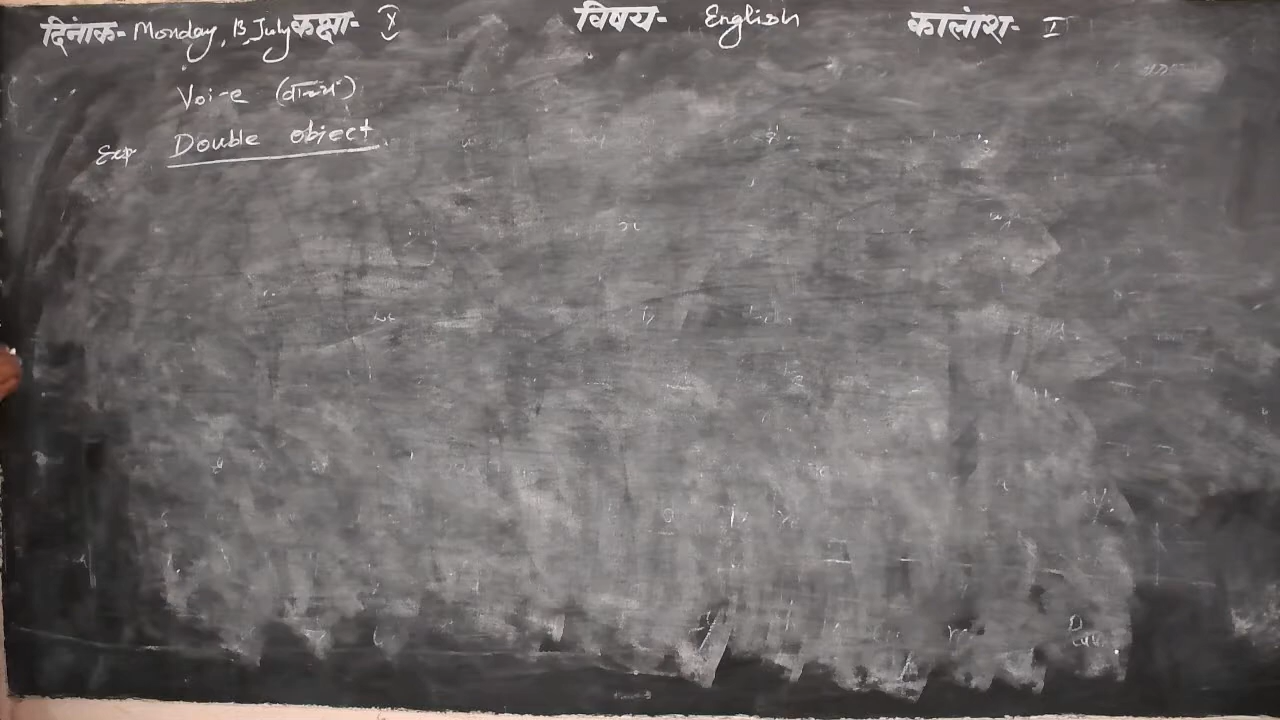 दिनांक- Monday, 13, July कक्षा- X विषय- English कालांश- I
Voice (वाच्य)
Exp Double object